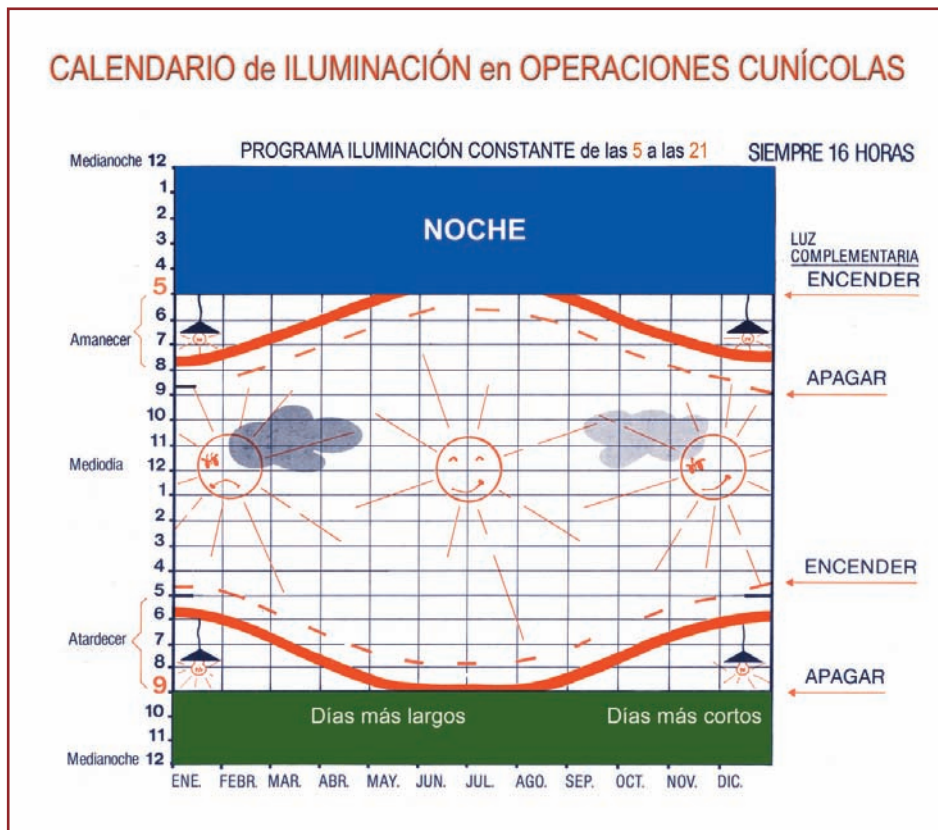 CALENDARIO de ILUMINACIÓN en OPERACIONES CUNÍCOLAS
PROGRAMA ILUMINACIÓN CONSTANTE de las 5 a las 21 SIEMPRE 16 HORAS
Medianoche 12
1
2
3
4
5
6
7
8
9
10
11
12
1
2
3
4
5
6
7
8
9
10
11
Medianoche 12
Amanecer
Mediodia
Atardecer
NOCHE
LUZ
COMPLEMENTARIA
ENCENDER
APAGAR
ENCENDER
APAGAR
Días más largos Días más cortos
ENE. FEBR. MAR. ABR. MAY. JUN. JUL. AGO. SEP. OCT. NOV. DIC.